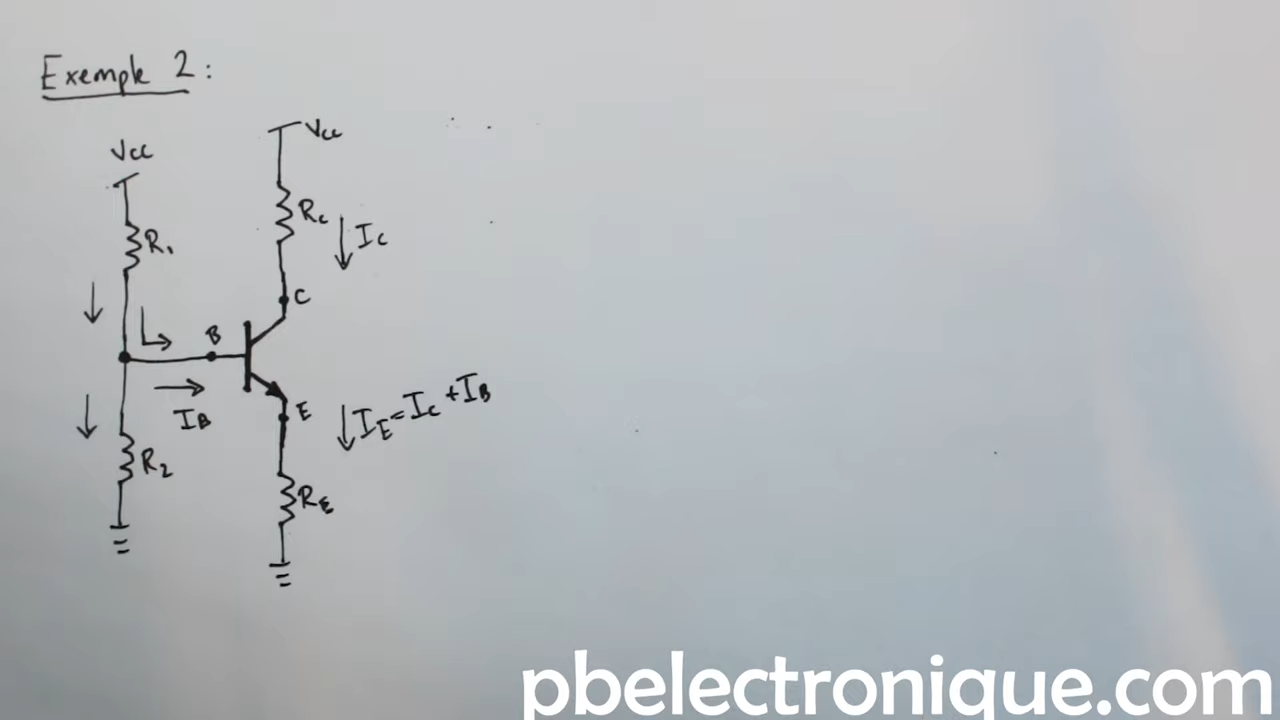 Exemple 2:
Vcc
Vcc
R1
Rc
Ic
C
B
IB
E
IE=Ic+IB
R2
RE
pbelectronique.com